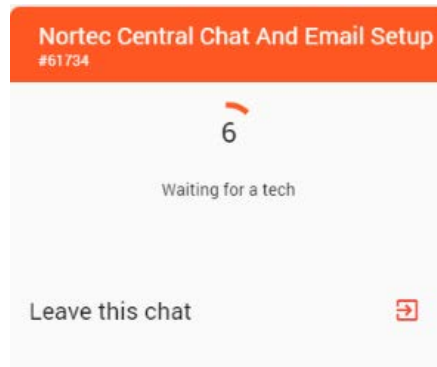 Nortec Central Chat And Email Setup
#61734
6
Waiting for a tech
Leave this chat